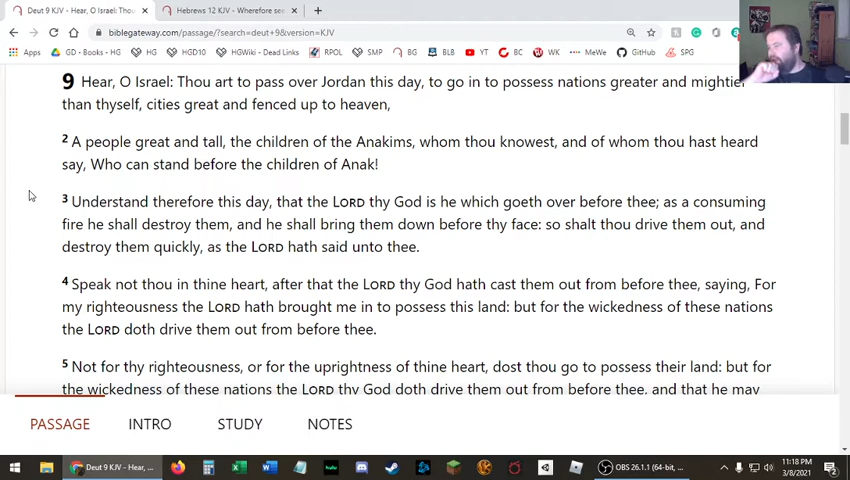 Deut 9 KJV - Hear, O Israel: Thou
Hebrews 12 KJV - Wherefore see
biblegateway.com/passage/?search=deut+9&version=KJV
Apps GD - Books - HG HG HGD10 HGWiki - Dead Links RPOL SMP BG BLB YT BC WK MeWe GitHub SPG
9 Hear, O Israel: Thou art to pass over Jordan this day, to go in to possess nations greater and mightier
than thyself, cities great and fenced up to heaven,
2 A people great and tall, the children of the Anakims, whom thou knowest, and of whom thou hast heard
say, Who can stand before the children of Anak!
3 Understand therefore this day, that the LORD thy God is he which goeth over before thee; as a consuming
fire he shall destroy them, and he shall bring them down before thy face: so shalt thou drive them out, and
destroy them quickly, as the LORD hath said unto thee.
4 Speak not thou in thine heart, after that the LORD thy God hath cast them out from before thee, saying, For
my righteousness the LORD hath brought me in to possess this land: but for the wickedness of these nations
the LORD doth drive them out from before thee.
5 Not for thy righteousness, or for the uprightness of thine heart, dost thou go to possess their land: but for
the wickedness of these nations the LORD thy God doth drive them out from before thee, and that he may
PASSAGE INTRO STUDY NOTES
Deut 9 KJV - Hear, ...
OBS 26.1.1 (64-bit, ...
11:18 PM
3/8/2021
2